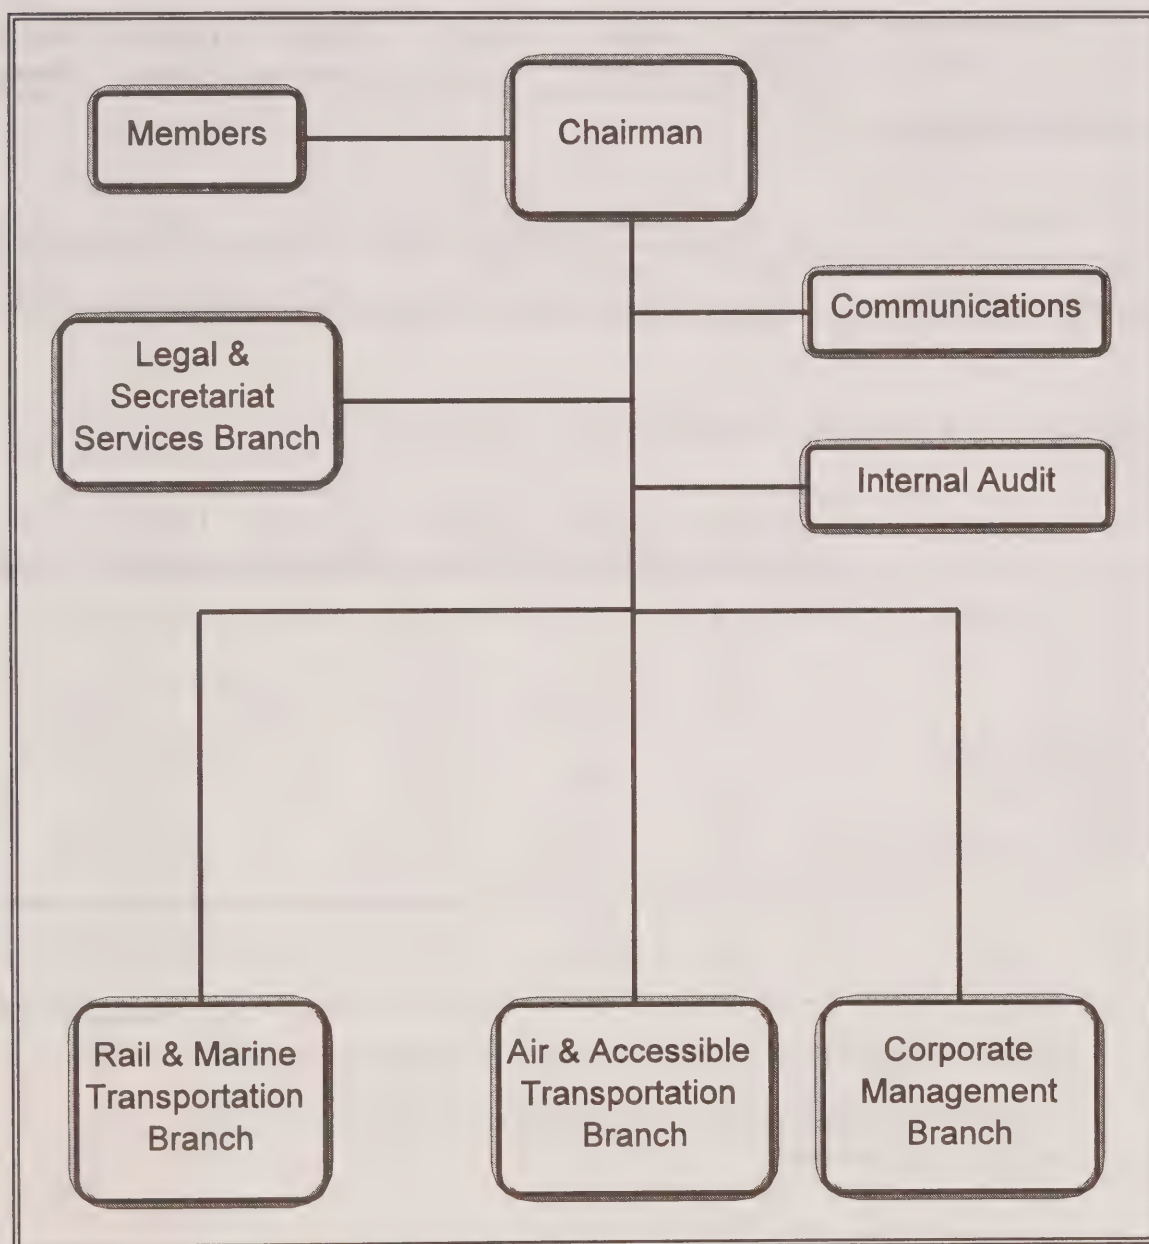 Members
Chairman
Communications
Legal &
Secretariat
Services Branch
Internal Audit
Rail & Marine
Transportation
Branch
Air & Accessible
Transportation
Branch
Corporate
Management
Branch